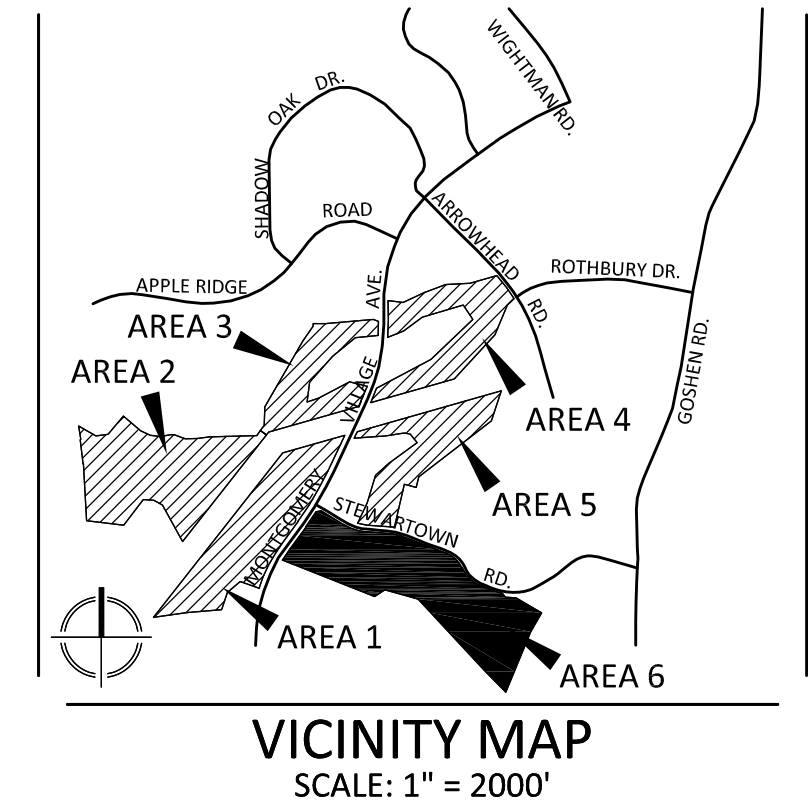 WIGHTMAN RD.
SHADOW OAK DR.
ROAD
ARROWHEAD RD.
ROTHBURY DR.
APPLE RIDGE
AREA 3
AREA 2
MONTGOMERY VILLAGE AVE.
GOSHEN RD.
AREA 4
AREA 5
STEWARTOWN RD.
AREA 1
AREA 6
VICINITY MAP
SCALE: 1" = 2000'